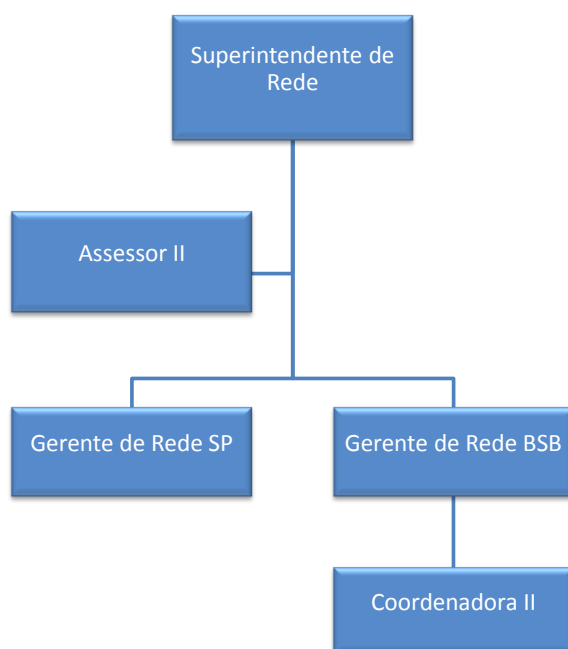 Superintendente de
Rede
Assessor II
Gerente de Rede SP
Gerente de Rede BSB
Coordenadora II